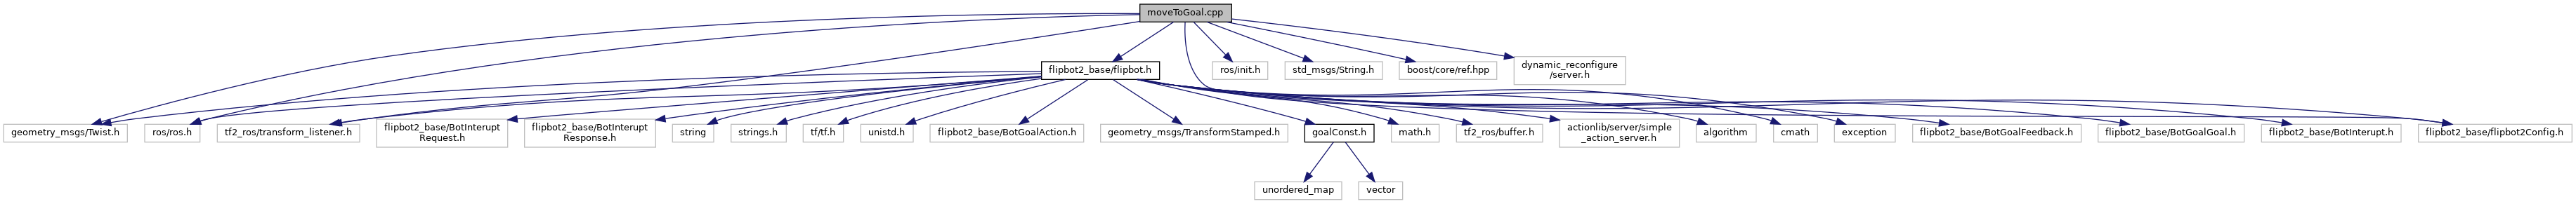 moveToGoal.cpp
flipbot2_base/flipbot.h
ros/init.h
std_msgs/String.h
boost/core/ref.hpp
dynamic_reconfigure
/server.h
geometry_msgs/Twist.h
ros/ros.h
tf2_ros/transform_listener.h
flipbot2_base/BotInterupt
Request.h
flipbot2_base/BotInterupt
Response.h
string
strings.h
tf/tf.h
unistd.h
flipbot2_base/BotGoalAction.h
geometry_msgs/TransformStamped.h
goalConst.h
math.h
tf2_ros/buffer.h
actionlib/server/simple
_action_server.h
algorithm
cmath
exception
flipbot2_base/BotGoalFeedback.h
flipbot2_base/BotGoalGoal.h
flipbot2_base/BotInterupt.h
flipbot2_base/flipbot2Config.h
unordered_map
vector